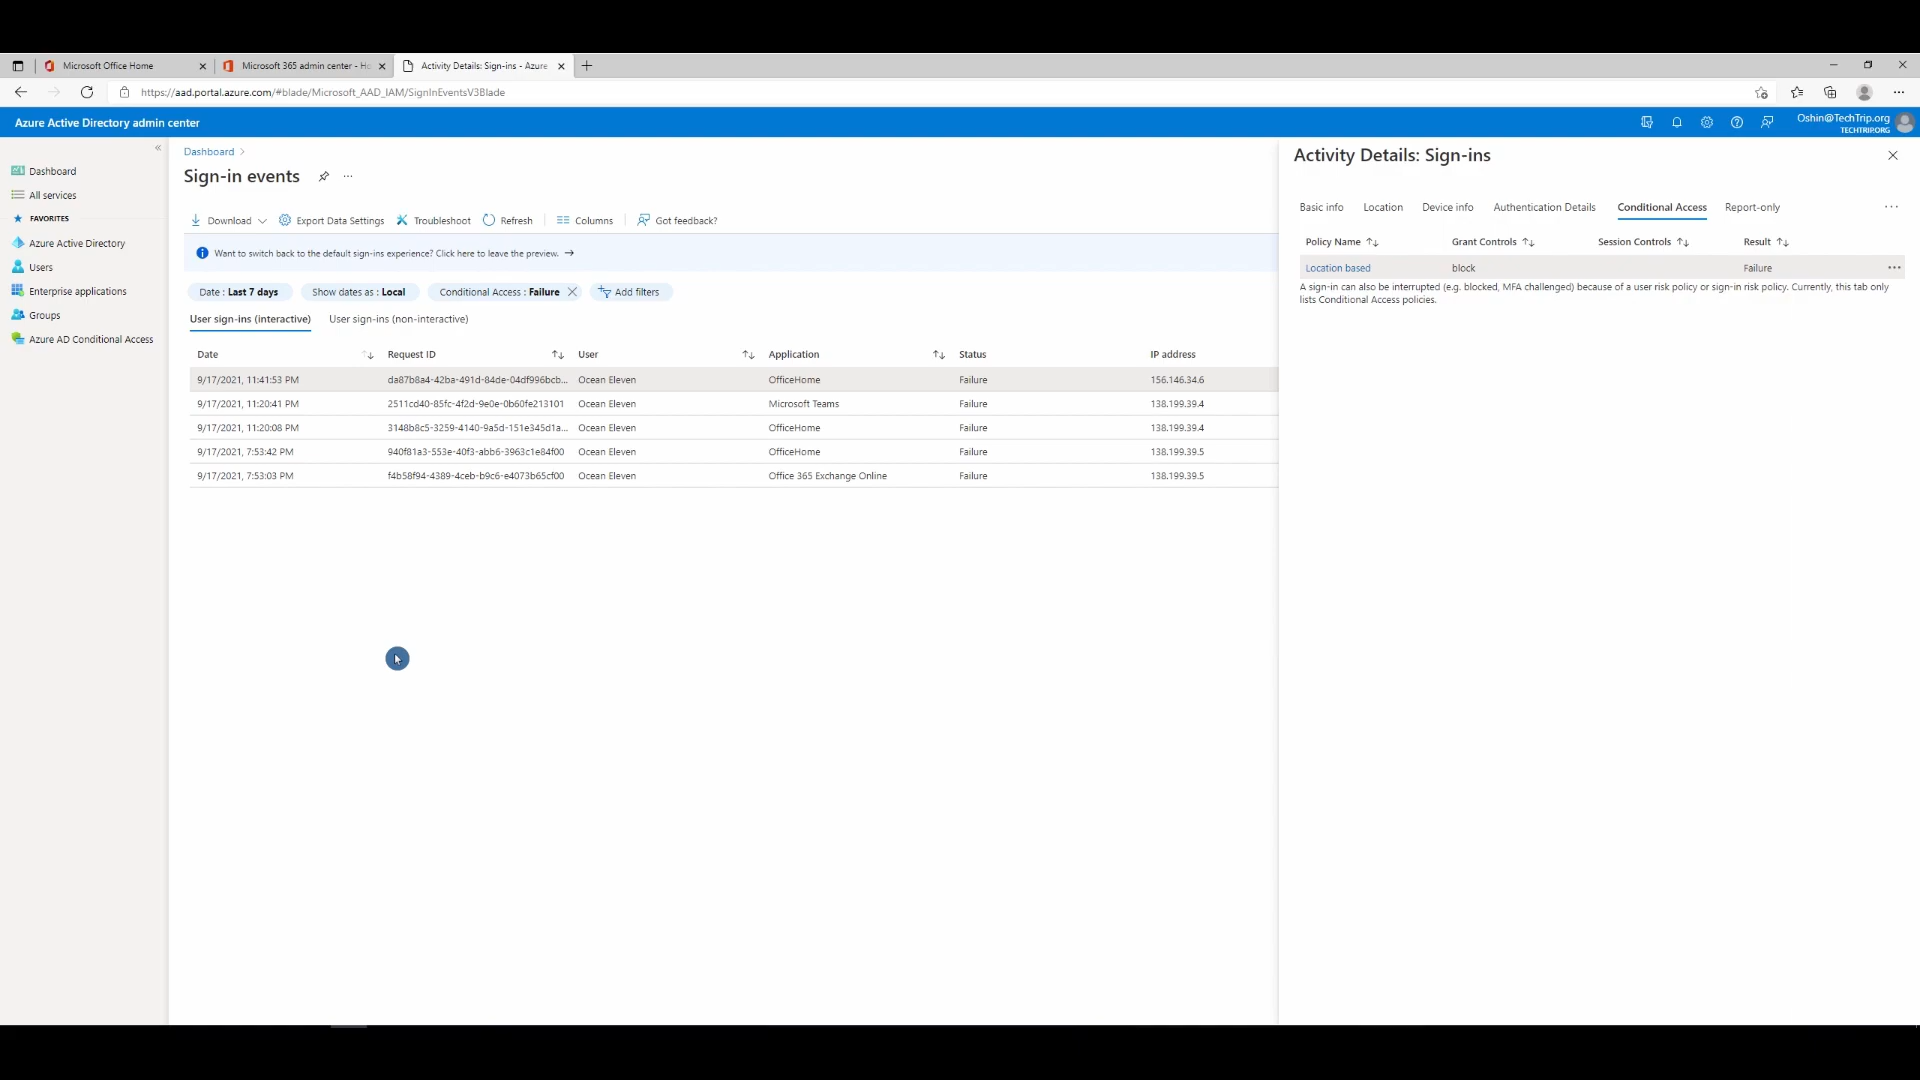 Microsoft Office Home
Microsoft 365 admin center - Ho
Activity Details: Sign-ins - Azure
https://aad.portal.azure.com/#blade/Microsoft_AAD_IAM/SignInEventsV3Blade
Azure Active Directory admin center
Oshin@TechTrip.org
TECHTRIP.ORG
Dashboard
All services
FAVORITES
Azure Active Directory
Users
Enterprise applications
Groups
Azure AD Conditional Access
Dashboard >
Sign-in events
Download
Export Data Settings
Troubleshoot
Refresh
Columns
Got feedback?
Want to switch back to the default sign-ins experience? Click here to leave the preview. →
Date : Last 7 days
Show dates as : Local
Conditional Access : Failure
Add filters
User sign-ins (interactive)
User sign-ins (non-interactive)
Date Request ID User Application Status IP address
9/17/2021, 11:41:53 PM da87b8a4-42ba-491d-84de-04df996bcb... Ocean Eleven OfficeHome Failure 156.146.34.6
9/17/2021, 11:20:41 PM 2511cd40-85fc-4f2d-9e0e-0b60fe213101 Ocean Eleven Microsoft Teams Failure 138.199.39.4
9/17/2021, 11:20:08 PM 3148b8c5-3259-4140-9a5d-151e345d1a... Ocean Eleven OfficeHome Failure 138.199.39.4
9/17/2021, 7:53:42 PM 940f81a3-553e-40f3-abb6-3963c1e84f00 Ocean Eleven OfficeHome Failure 138.199.39.5
9/17/2021, 7:53:03 PM f4b58f94-4389-4ceb-b9c6-e4073b65cf00 Ocean Eleven Office 365 Exchange Online Failure 138.199.39.5
Activity Details: Sign-ins
Basic info Location Device info Authentication Details Conditional Access Report-only
Policy Name Grant Controls Session Controls Result
Location based block Failure
A sign-in can also be interrupted (e.g. blocked, MFA challenged) because of a user risk policy or sign-in risk policy. Currently, this tab only
lists Conditional Access policies.